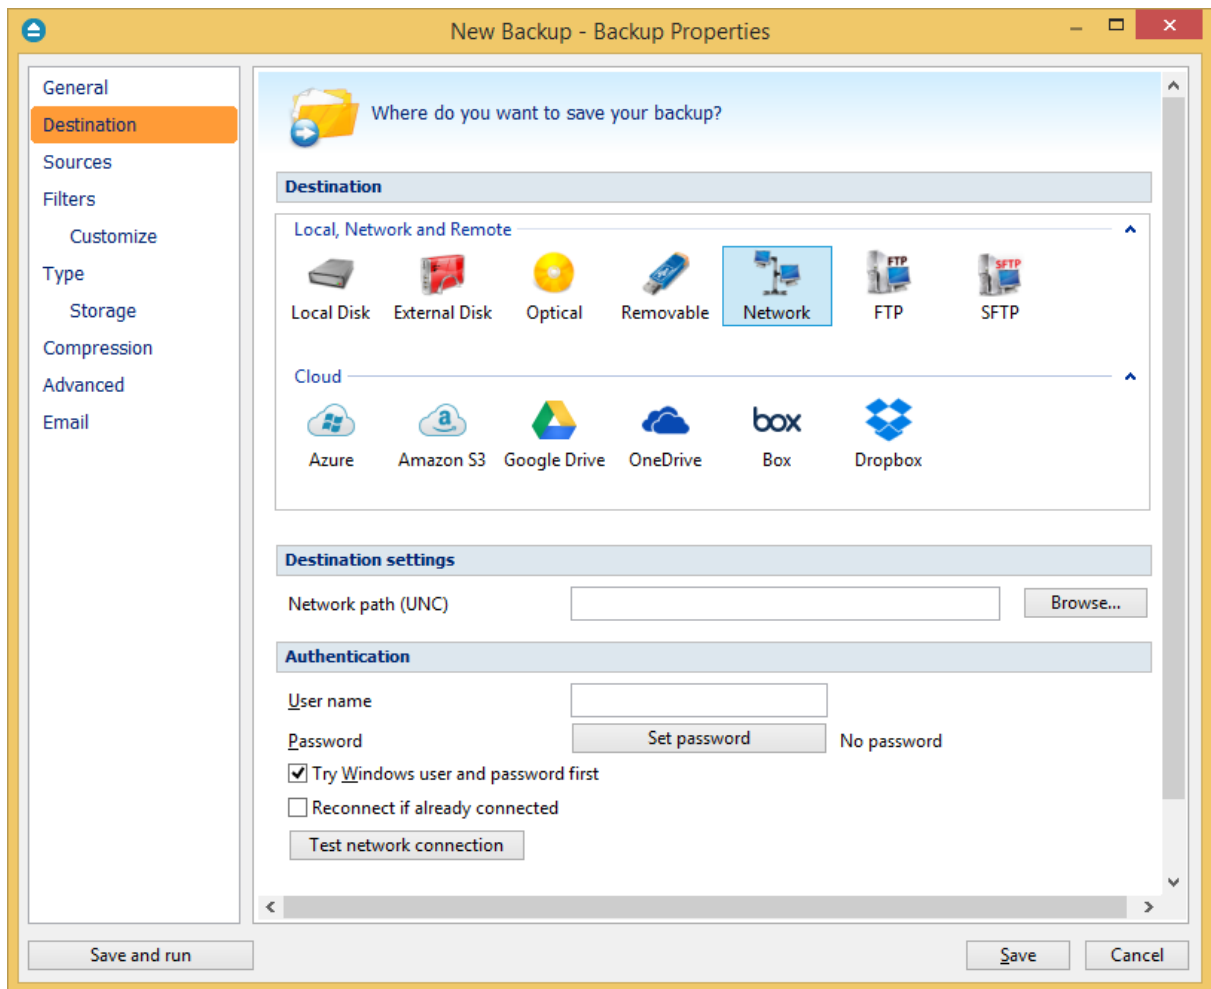 New Backup - Backup Properties
General
Destination
Sources
Filters
Customize
Type
Storage
Compression
Advanced
Email
Where do you want to save your backup?
Destination
Local, Network and Remote
Local Disk External Disk Optical Removable Network FTP SFTP
FTP SFTP
Cloud
a box
Azure Amazon S3 Google Drive OneDrive Box Dropbox
Destination settings
Network path (UNC) Browse...
Authentication
User name
Password Set password No password
Try Windows user and password first
Reconnect if already connected
Test network connection
Save and run Save Cancel